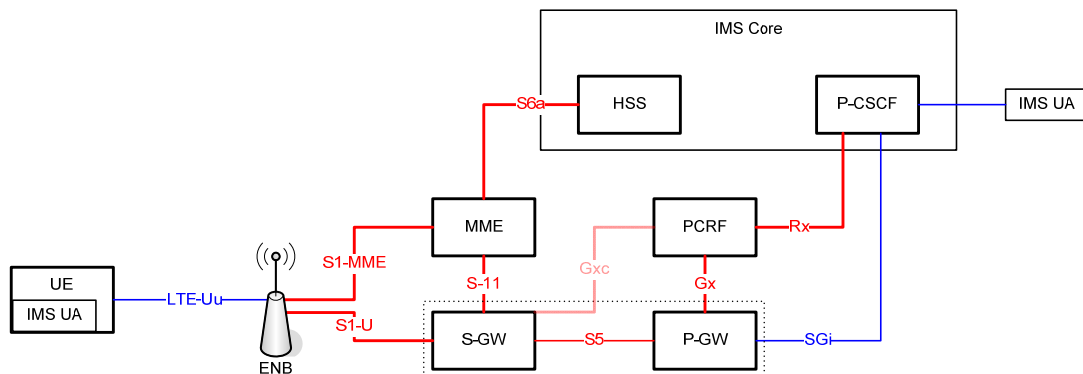 IMS Core
S6a
HSS
P-CSCF
IMS UA
MME
PCRF
Rx
S1-MME
Gxc
S-11
Gx
UE
IMS UA
LTE-Uu
S1-U
S-GW
S5
P-GW
SGi
ENB